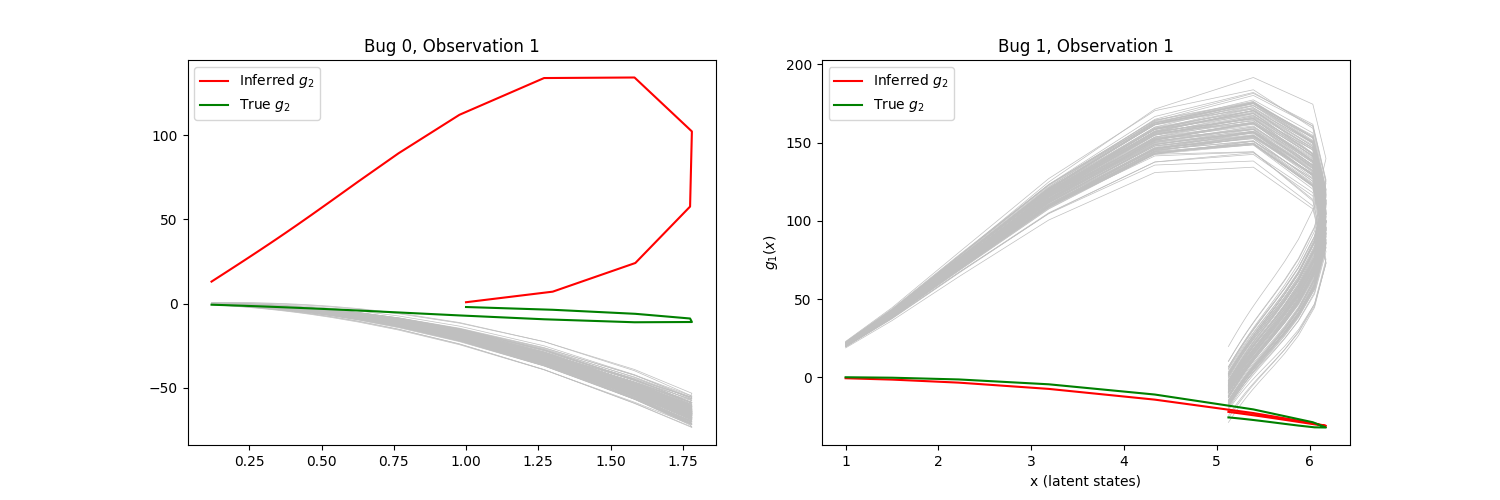 Bug 0, Observation 1
Inferred g₂
True g₂
100
50
0
−50
0.25 0.50 0.75 1.00 1.25 1.50 1.75
Bug 1, Observation 1
Inferred g₂
True g₂
200
150
100
50
0
g₁(x)
1 2 3 4 5 6
x (latent states)